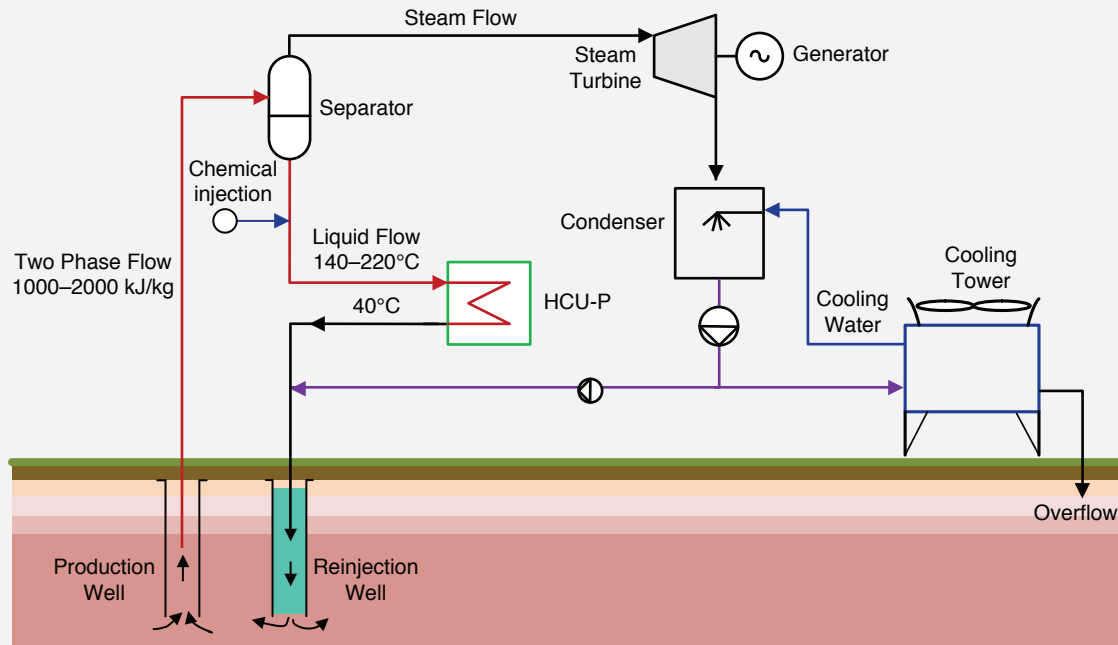 Steam Flow
Steam
Turbine
Generator
Separator
Chemical
injection
Condenser
Two Phase Flow
1000–2000 kJ/kg
Liquid Flow
140–220°C
40°C
HCU-P
Cooling
Water
Cooling
Tower
Overflow
Production
Well
Reinjection
Well